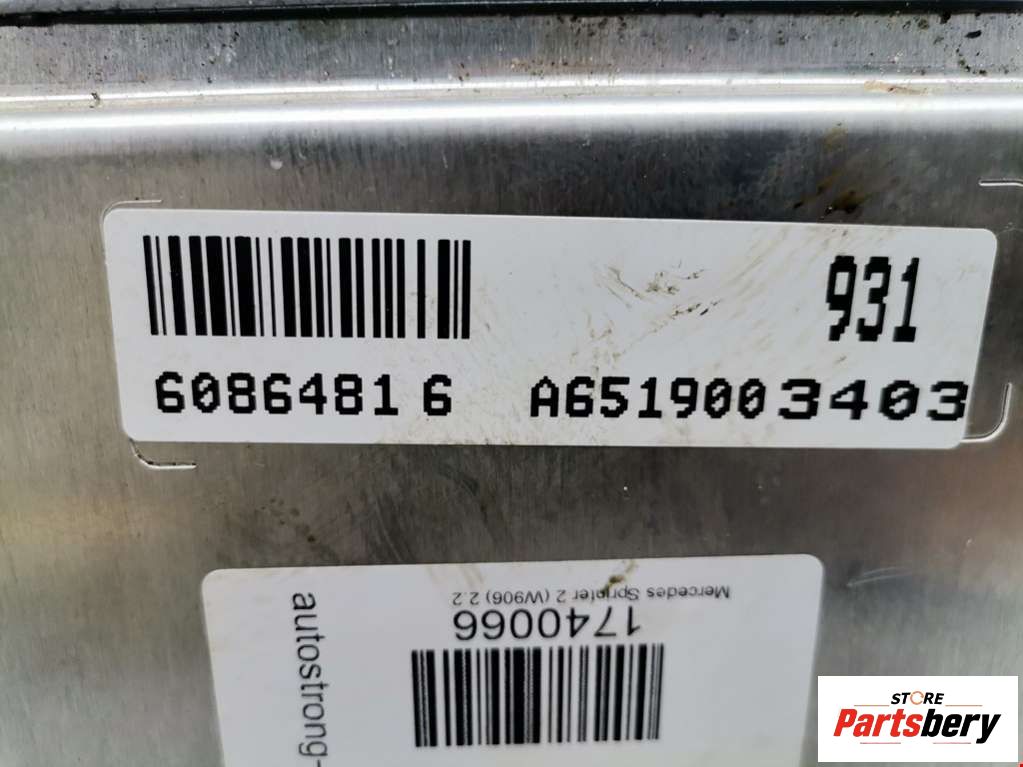 931
6086481 6 A6519003403
Mercedes Sprinter 2 (W906) 2.2
1740066
autostrong-
STORE
Partsbery